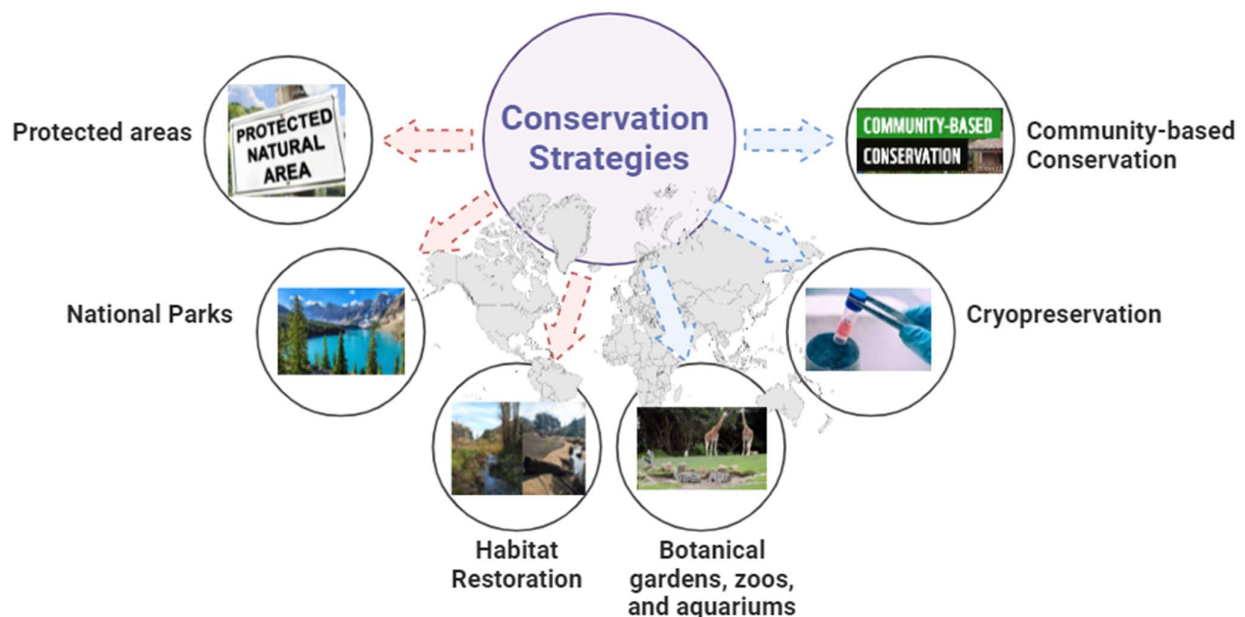 Conservation
Strategies
Protected areas
PROTECTED
NATURAL
AREA
COMMUNITY-BASED
CONSERVATION
Community-based
Conservation
National Parks
Cryopreservation
Habitat
Restoration
Botanical
gardens, zoos,
and aquariums